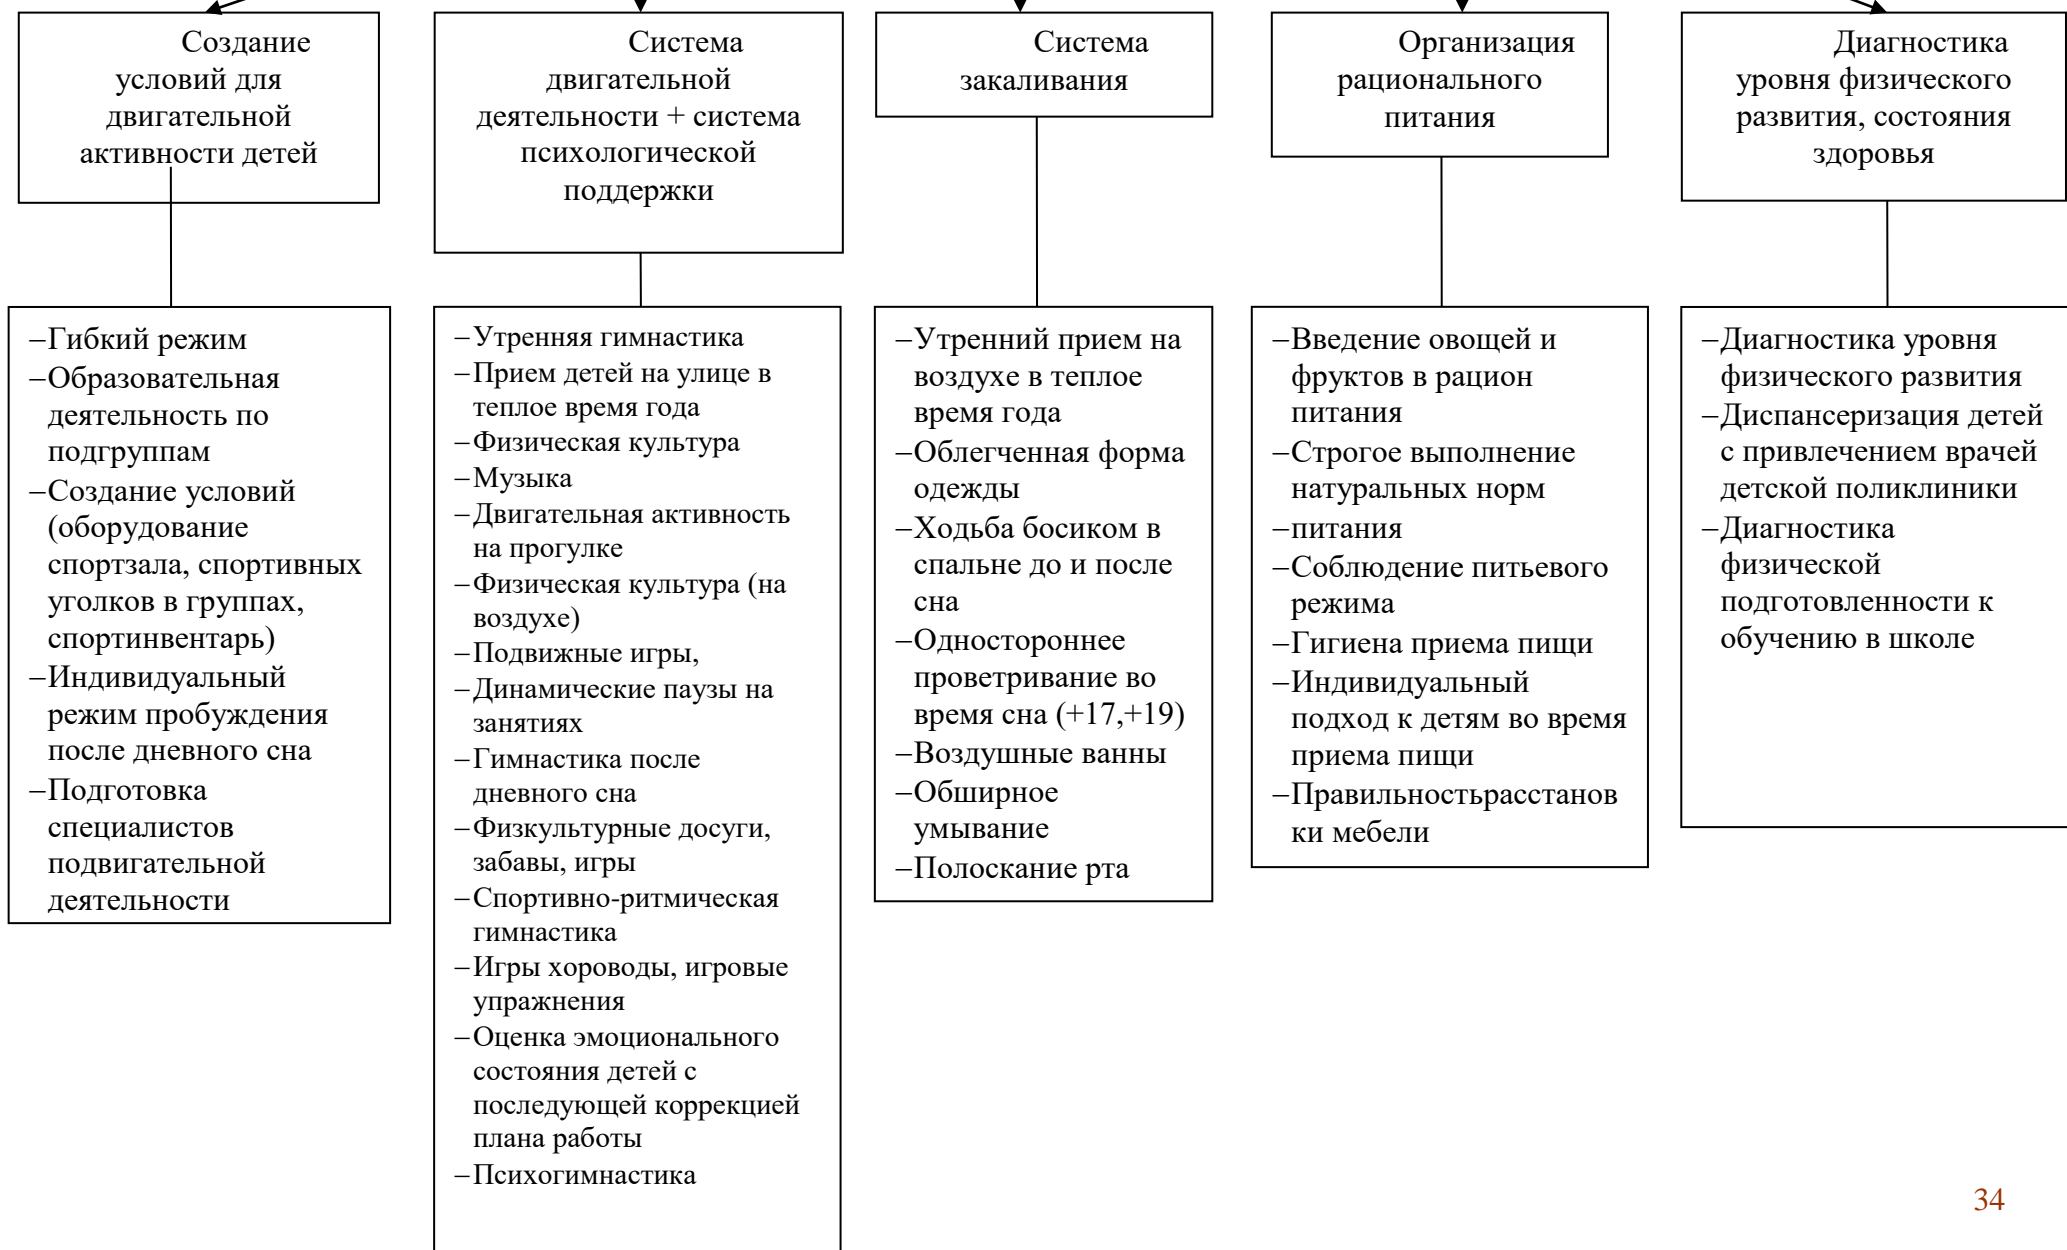 Создание
условий для
двигательной
активности детей
Система
двигательной
деятельности + система
психологической
поддержки
Система
закаливания
Организация
рационального
питания
Диагностика
уровня физического
развития, состояния
здоровья
–Гибкий режим
–Образовательная
деятельность по
подгруппам
–Создание условий
(оборудование
спортзала, спортивных
уголков в группах,
спортинвентарь)
–Индивидуальный
режим пробуждения
после дневного сна
–Подготовка
специалистов
подвигательной
деятельности
–Утренняя гимнастика
–Прием детей на улице в
теплое время года
–Физическая культура
–Музыка
–Двигательная активность
на прогулке
–Физическая культура (на
воздухе)
–Подвижные игры,
–Динамические паузы на
занятиях
–Гимнастика после
дневного сна
–Физкультурные досуги,
забавы, игры
–Спортивно-ритмическая
гимнастика
–Игры хороводы, игровые
упражнения
–Оценка эмоционального
состояния детей с
последующей коррекцией
плана работы
–Психогимнастика
–Утренний прием на
воздухе в теплое
время года
–Облегченная форма
одежды
–Ходьба босиком в
спальне до и после
сна
–Одностороннее
проветривание во
время сна (+17,+19)
–Воздушные ванны
–Обширное
умывание
–Полоскание рта
–Введение овощей и
фруктов в рацион
питания
–Строгое выполнение
натуральных норм
–питания
–Соблюдение питьевого
режима
–Гигиена приема пищи
–Индивидуальный
подход к детям во время
приема пищи
–Правильностьрасстанов
ки мебели
–Диагностика уровня
физического развития
–Диспансеризация детей
с привлечением врачей
детской поликлиники
–Диагностика
физической
подготовленности к
обучению в школе
34